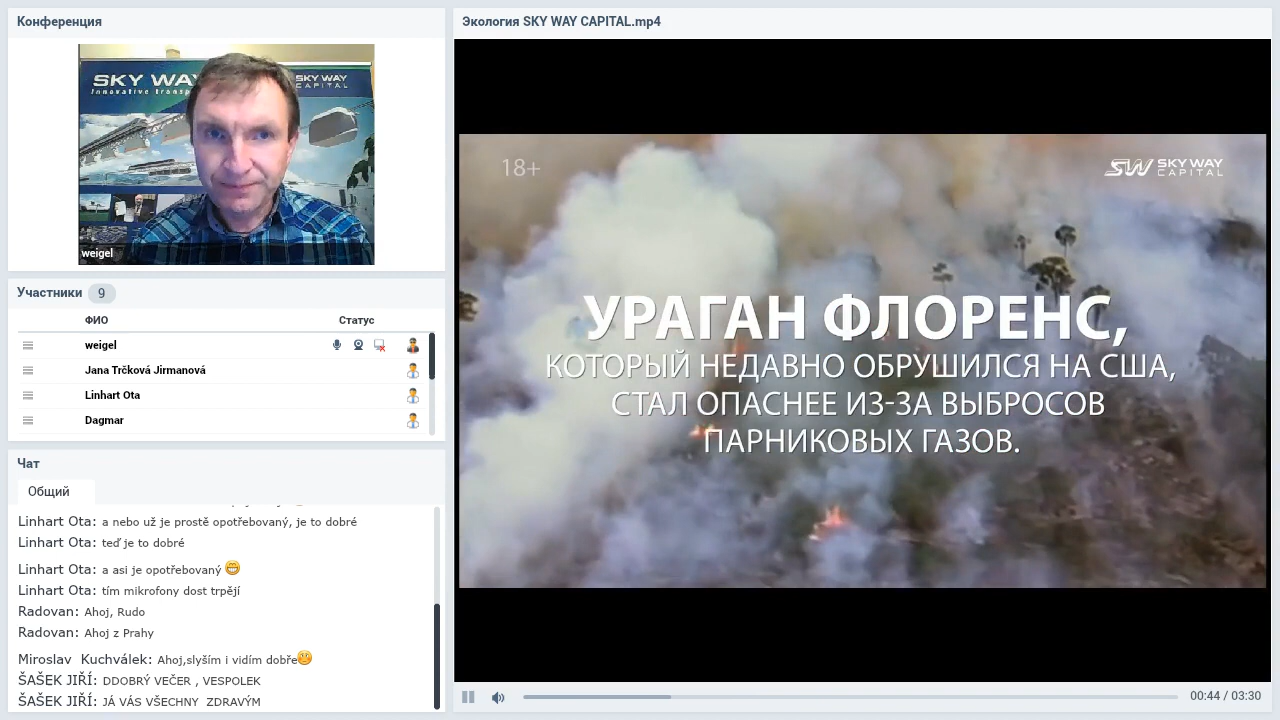 Конференция
SKY WAY
Innovative transp
SKY WAY
CAPITAL
weigel
Участники 9
ФИО Статус
weigel
Jana Trčková Jirmanová
Linhart Ota
Dagmar
Чат
Общий
Linhart Ota: a nebo už je prostě opotřebovaný, je to dobré
Linhart Ota: teď je to dobré
Linhart Ota: a asi je opotřebovaný
Linhart Ota: tím mikrofony dost trpějí
Radovan: Ahoj, Rudo
Radovan: Ahoj z Prahy
Miroslav Kuchválek: Ahoj,slyším i vidím dobře
ŠAŠEK JIŘÍ: DDOBRÝ VEČER , VESPOLEK
ŠAŠEK JIŘÍ: JÁ VÁS VŠECHNY ZDRAVÝM
Экология SKY WAY CAPITAL.mp4
18+
SW SKY WAY
CAPITAL
УРАГАН ФЛОРЕНС,
КОТОРЫЙ НЕДАВНО ОБРУШИЛСЯ НА США,
СТАЛ ОПАСНЕЕ ИЗ-ЗА ВЫБРОСОВ
ПАРНИКОВЫХ ГАЗОВ.
00:44 / 03:30